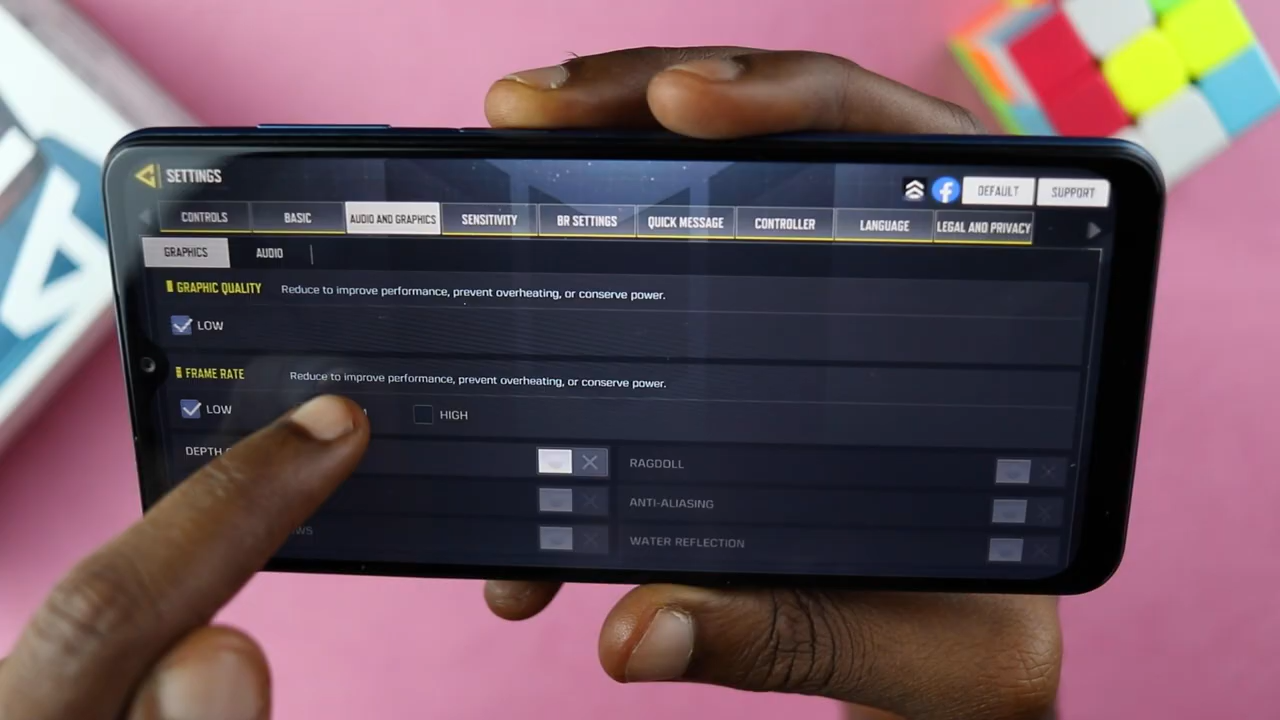 SETTINGS
DEFAULT
SUPPORT
CONTROLS
BASIC
AUDIO AND GRAPHICS
SENSITIVITY
BR SETTINGS
QUICK MESSAGE
CONTROLLER
LANGUAGE
LEGAL AND PRIVACY
GRAPHICS
AUDIO
GRAPHIC QUALITY
Reduce to improve performance, prevent overheating, or conserve power.
LOW
FRAME RATE
Reduce to improve performance, prevent overheating, or conserve power.
LOW
HIGH
DEPTH
RAGDOLL
ANTI-ALIASING
WATER REFLECTION